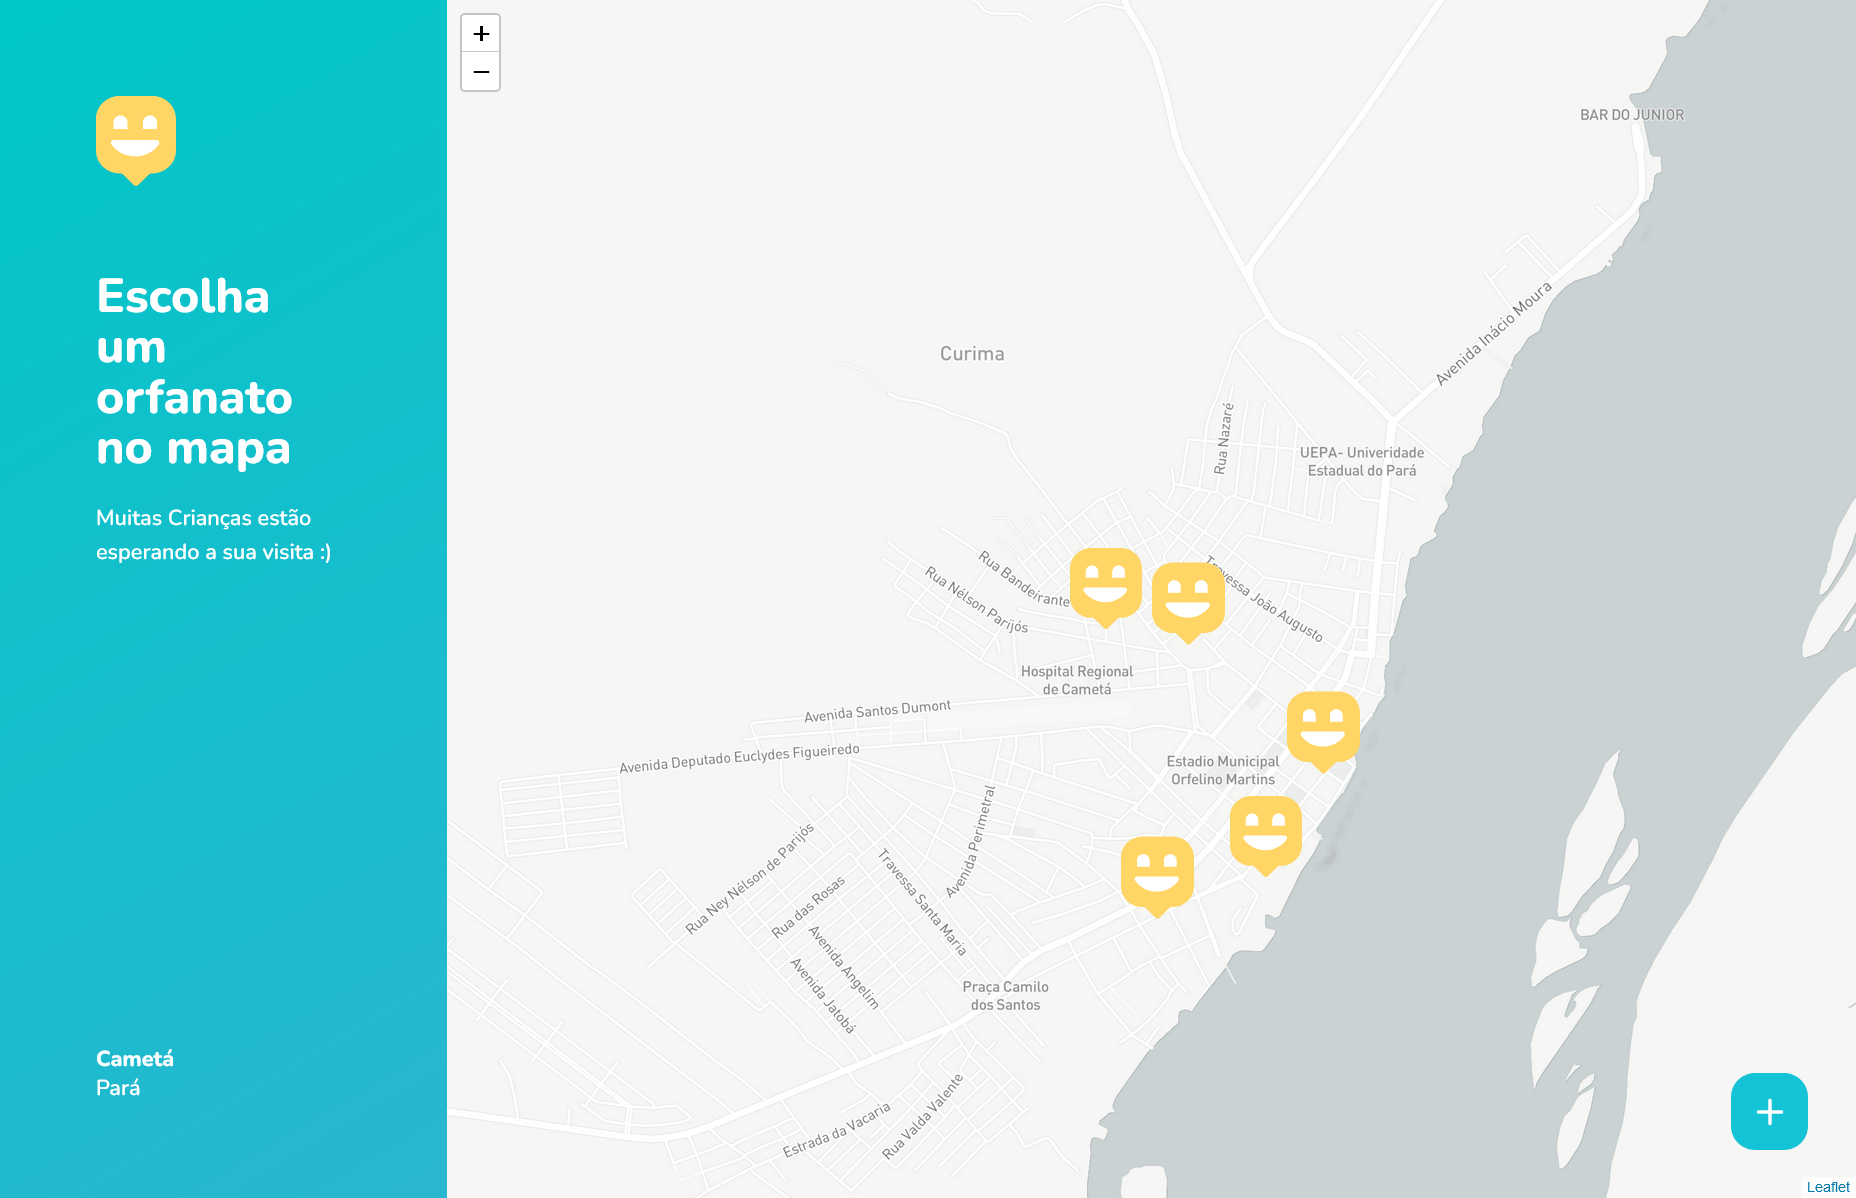 Escolha
um
orfanato
no mapa
Muitas Crianças estão
esperando a sua visita :)
Cametá
Pará
+
−
BAR DO JUNIOR
Avenida Inácio Moura
Curima
Rua Nazaré
UEPA- Univeridade
Estadual do Pará
Rua Bandeirante
Rua Nélson Parijós
Travessa João Augusto
Hospital Regional
de Cametá
Avenida Santos Dumont
Avenida Deputado Euclydes Figueiredo
Estadio Municipal
Orfelino Martins
Avenida Perimetral
Rua Ney Nélson de Parijós
Travessa Santa Maria
Rua das Rosas
Avenida Angelim
Avenida Jatobá
Praça Camilo
dos Santos
Estrada da Vacaria
Rua Valda Valente
+
Leaflet